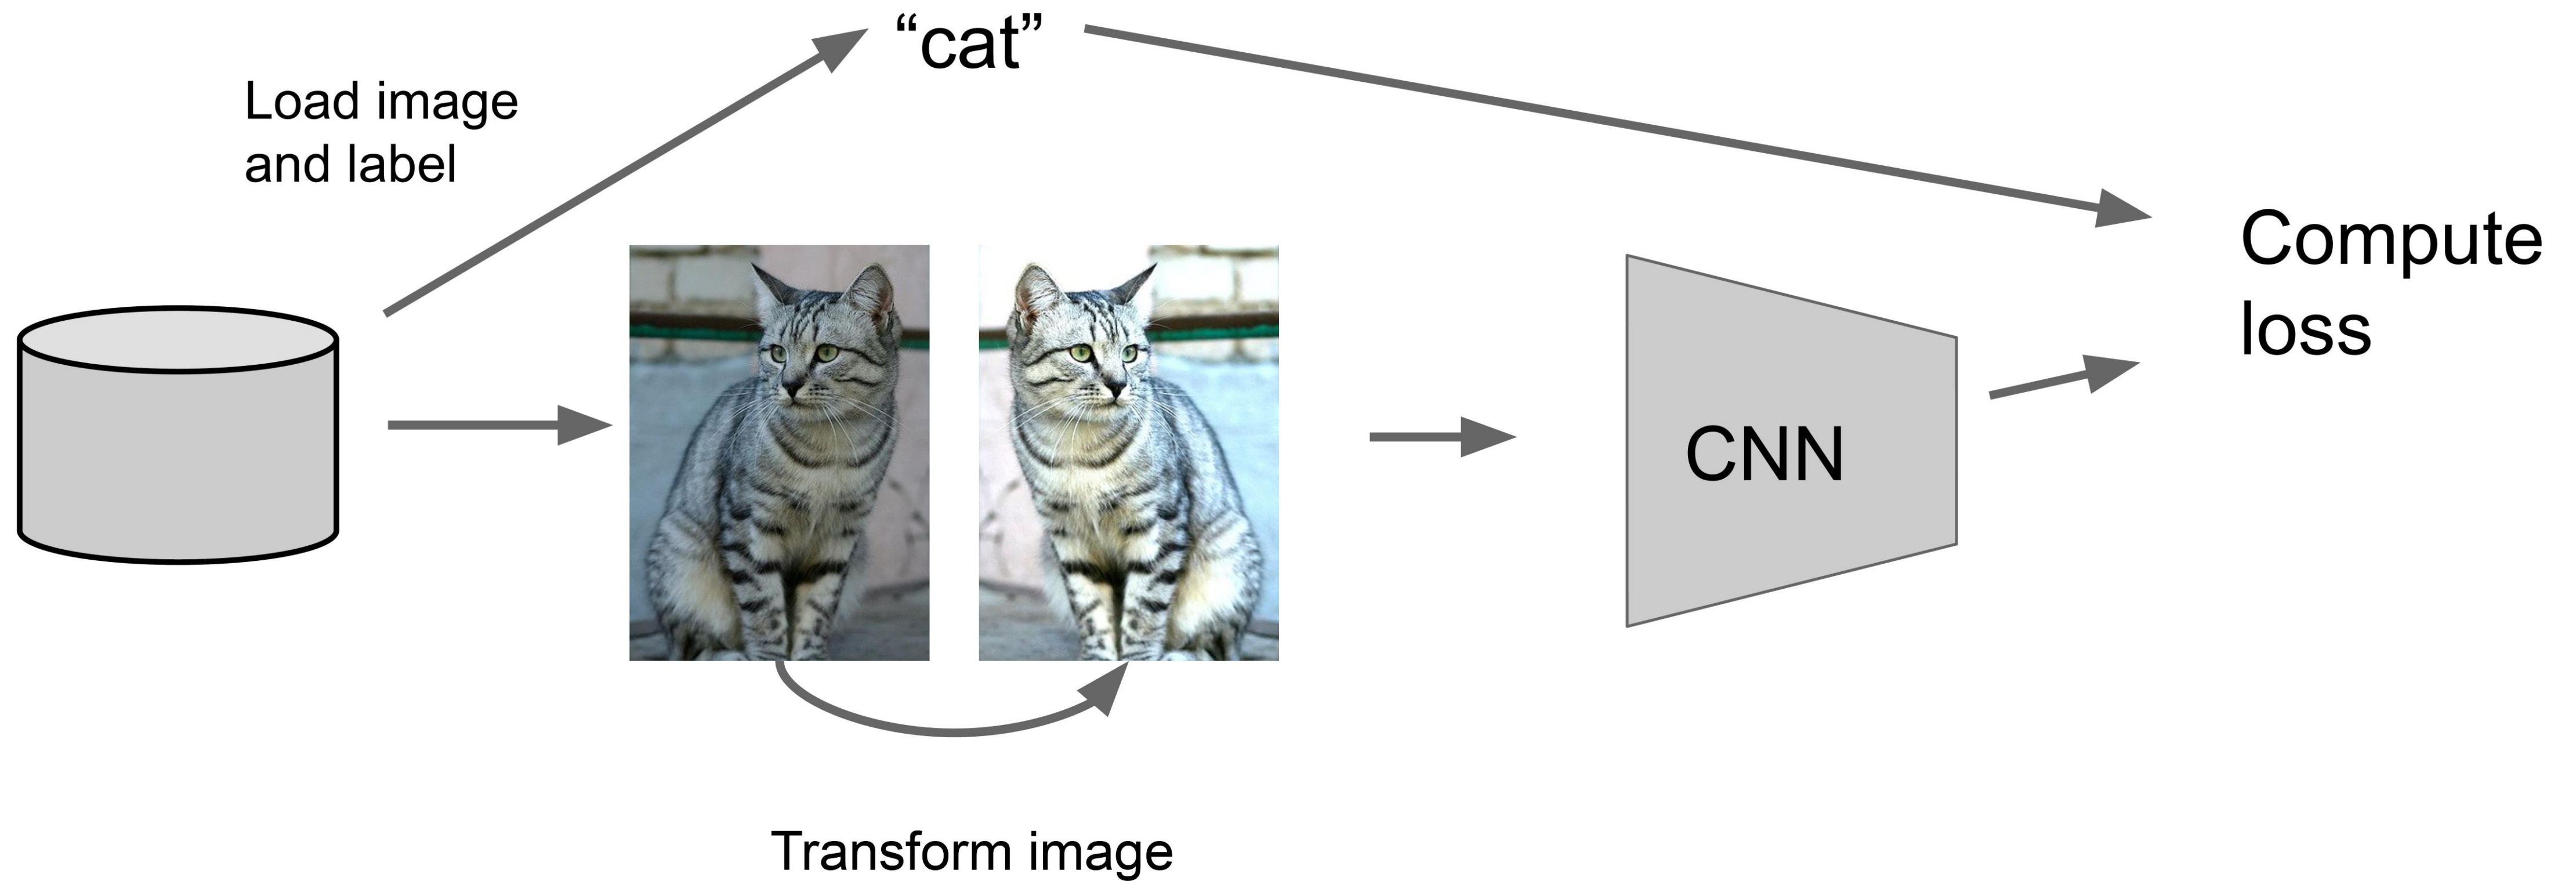 “cat”
Load image
and label
Compute
loss
CNN
Transform image